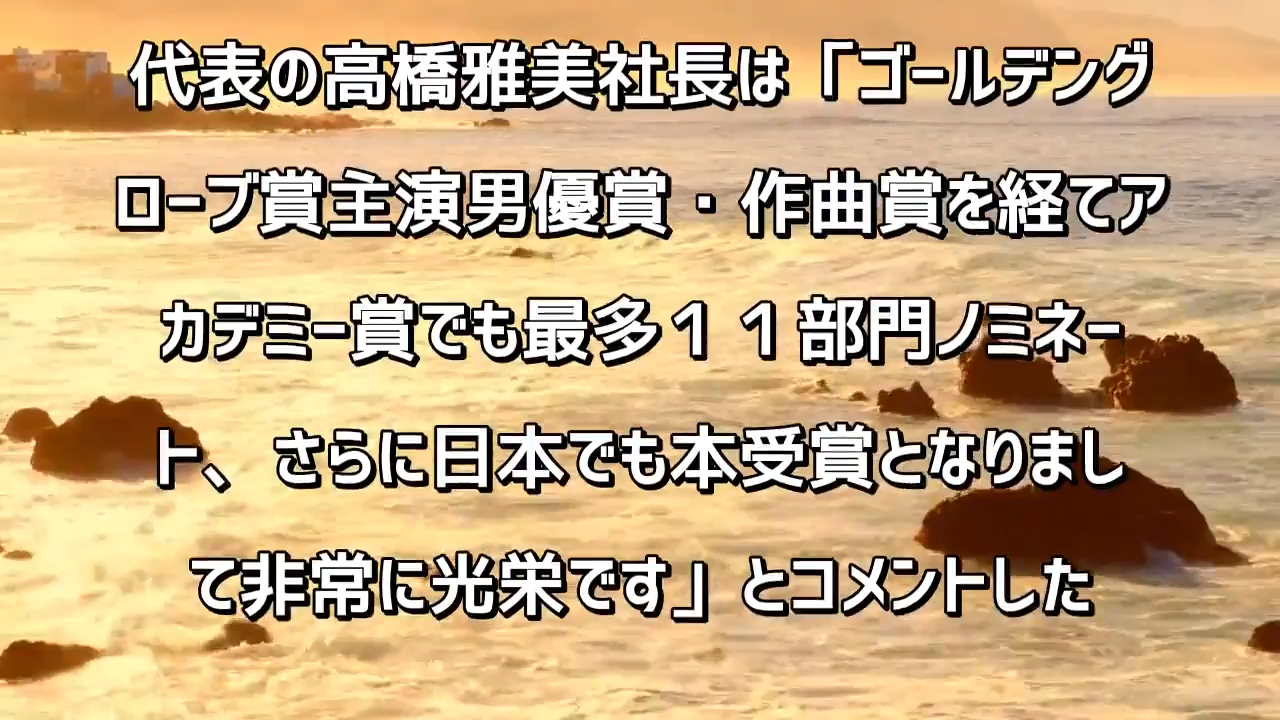 代表の高橋雅美社長は「ゴールデング
ローブ賞主演男優賞・作曲賞を経てア
カデミー賞でも最多１１部門ノミネー
ト、さらに日本でも本受賞となりまし
て非常に光栄です」とコメントした